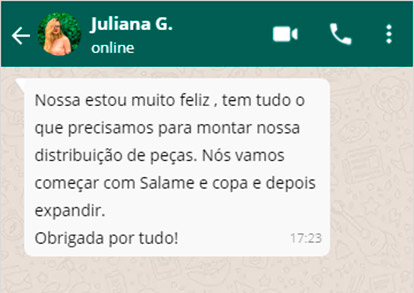 Juliana G.
online
Nossa estou muito feliz , tem tudo o
que precisamos para montar nossa
distribuição de peças. Nós vamos
começar com Salame e copa e depois
expandir.
Obrigada por tudo!
17:23